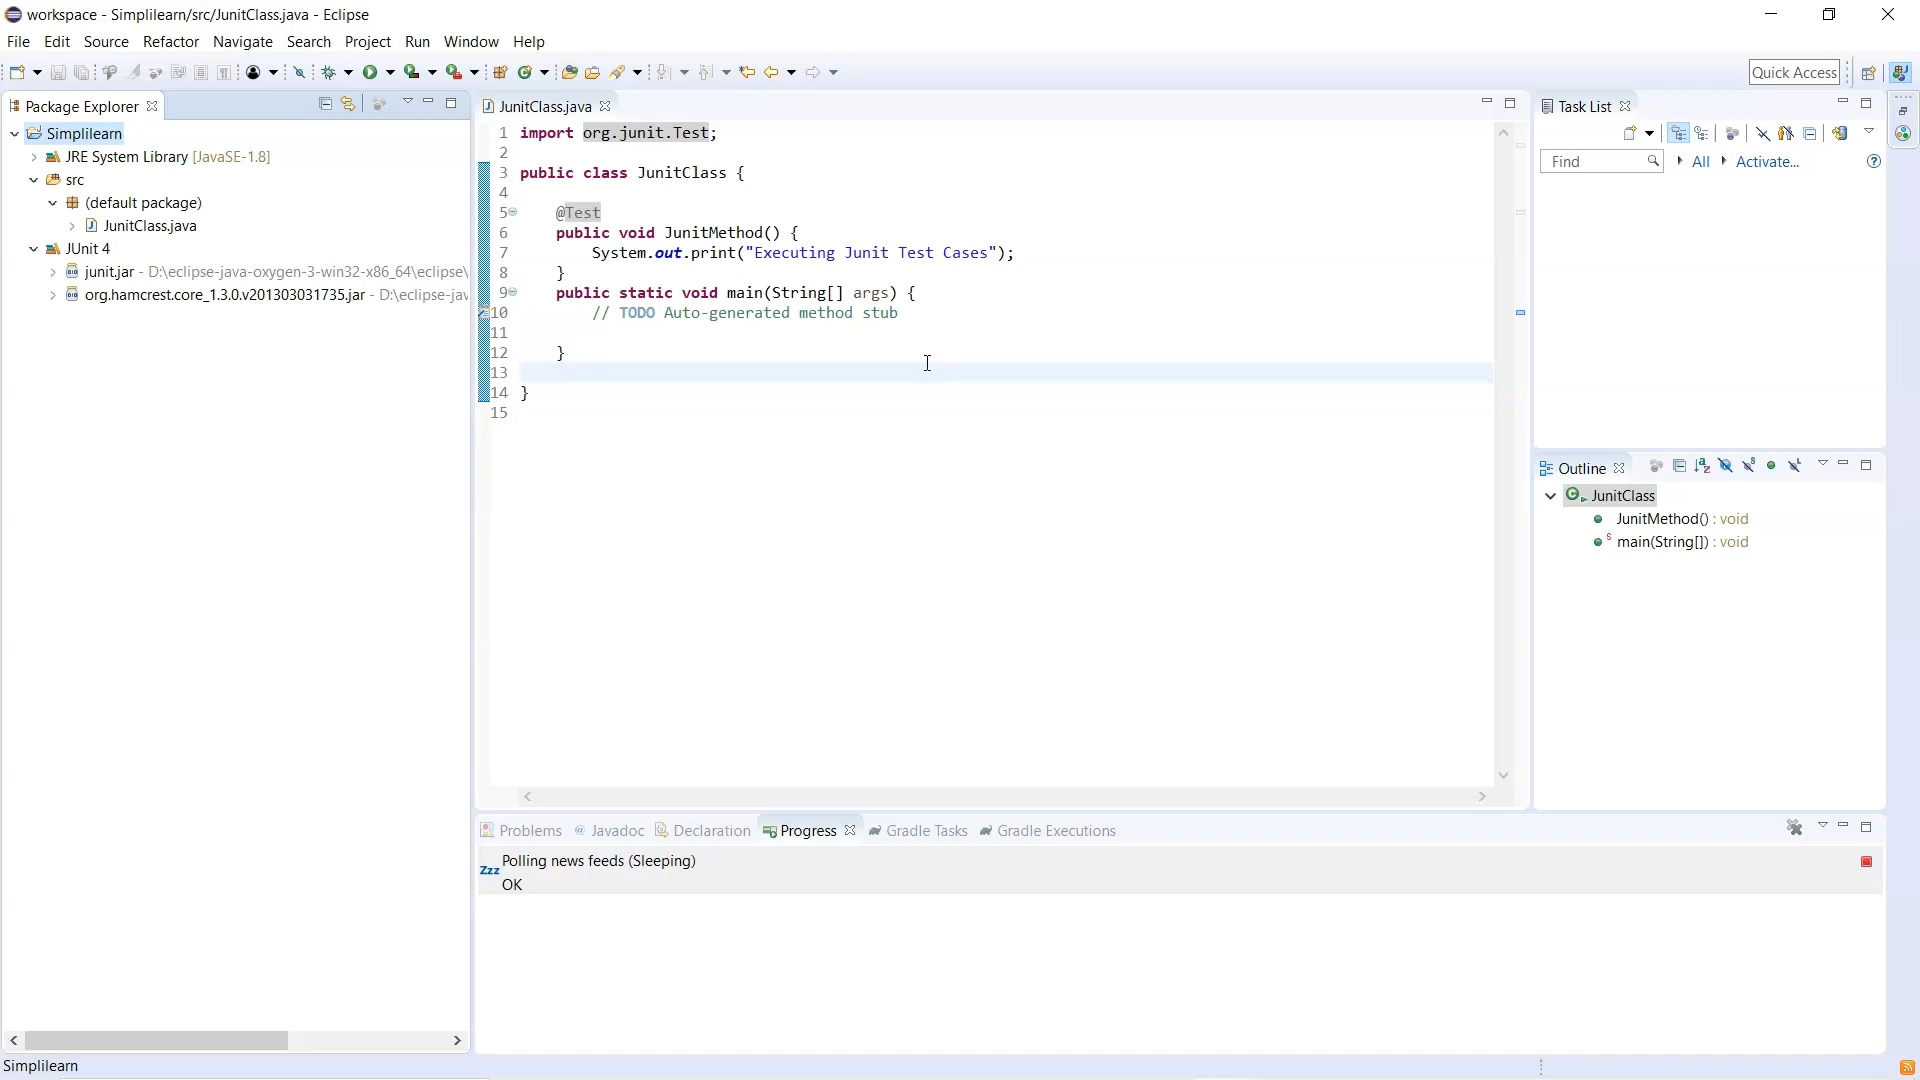 workspace - Simplilearn/src/JunitClass.java - Eclipse
File Edit Source Refactor Navigate Search Project Run Window Help
Quick Access
Package Explorer
Simplilearn
JRE System Library [JavaSE-1.8]
src
(default package)
JunitClass.java
JUnit 4
junit.jar - D:\eclipse-java-oxygen-3-win32-x86_64\eclipse\
org.hamcrest.core_1.3.0.v201303031735.jar - D:\eclipse-jav
JunitClass.java
1 import org.junit.Test;
2
3 public class JunitClass {
4
5 @Test
6 public void JunitMethod() {
7 System.out.print("Executing Junit Test Cases");
8 }
9 public static void main(String[] args) {
10 // TODO Auto-generated method stub
11
12 }
13
14 }
15
Task List
Find All Activate...
Outline
JunitClass
JunitMethod() : void
main(String[]) : void
Problems @ Javadoc Declaration Progress Gradle Tasks Gradle Executions
Zzz Polling news feeds (Sleeping)
OK
Simplilearn